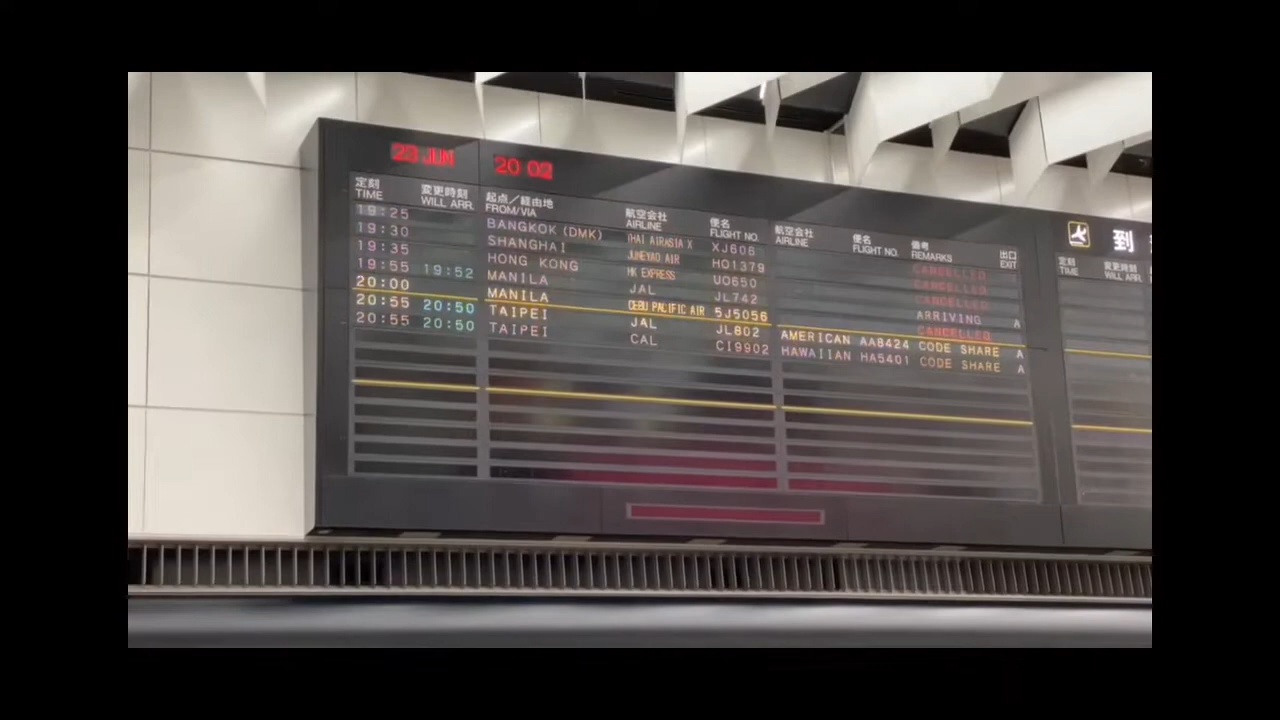 23 JUN 20 02
定刻 変更時刻 起点/経由地 航空会社 便名 航空会社 便名 備考 出口
TIME WILL ARR. FROM/VIA AIRLINE FLIGHT NO. AIRLINE FLIGHT NO. REMARKS EXIT
19:25 BANGKOK (DMK) THAI AIRASIA X XJ606 CANCELLED
19:30 SHANGHAI JUNEYAO AIR HO1379 CANCELLED
19:35 HONG KONG HK EXPRESS UO650 CANCELLED
19:55 19:52 MANILA JAL JL742 ARRIVING A
20:00 MANILA CEBU PACIFIC AIR 5J5056 CANCELLED
20:55 20:50 TAIPEI JAL JL802 AMERICAN AA8424 CODE SHARE A
20:55 20:50 TAIPEI CAL CI9902 HAWAIIAN HA5401 CODE SHARE A
到
定刻 変更時刻
TIME WILL ARR.